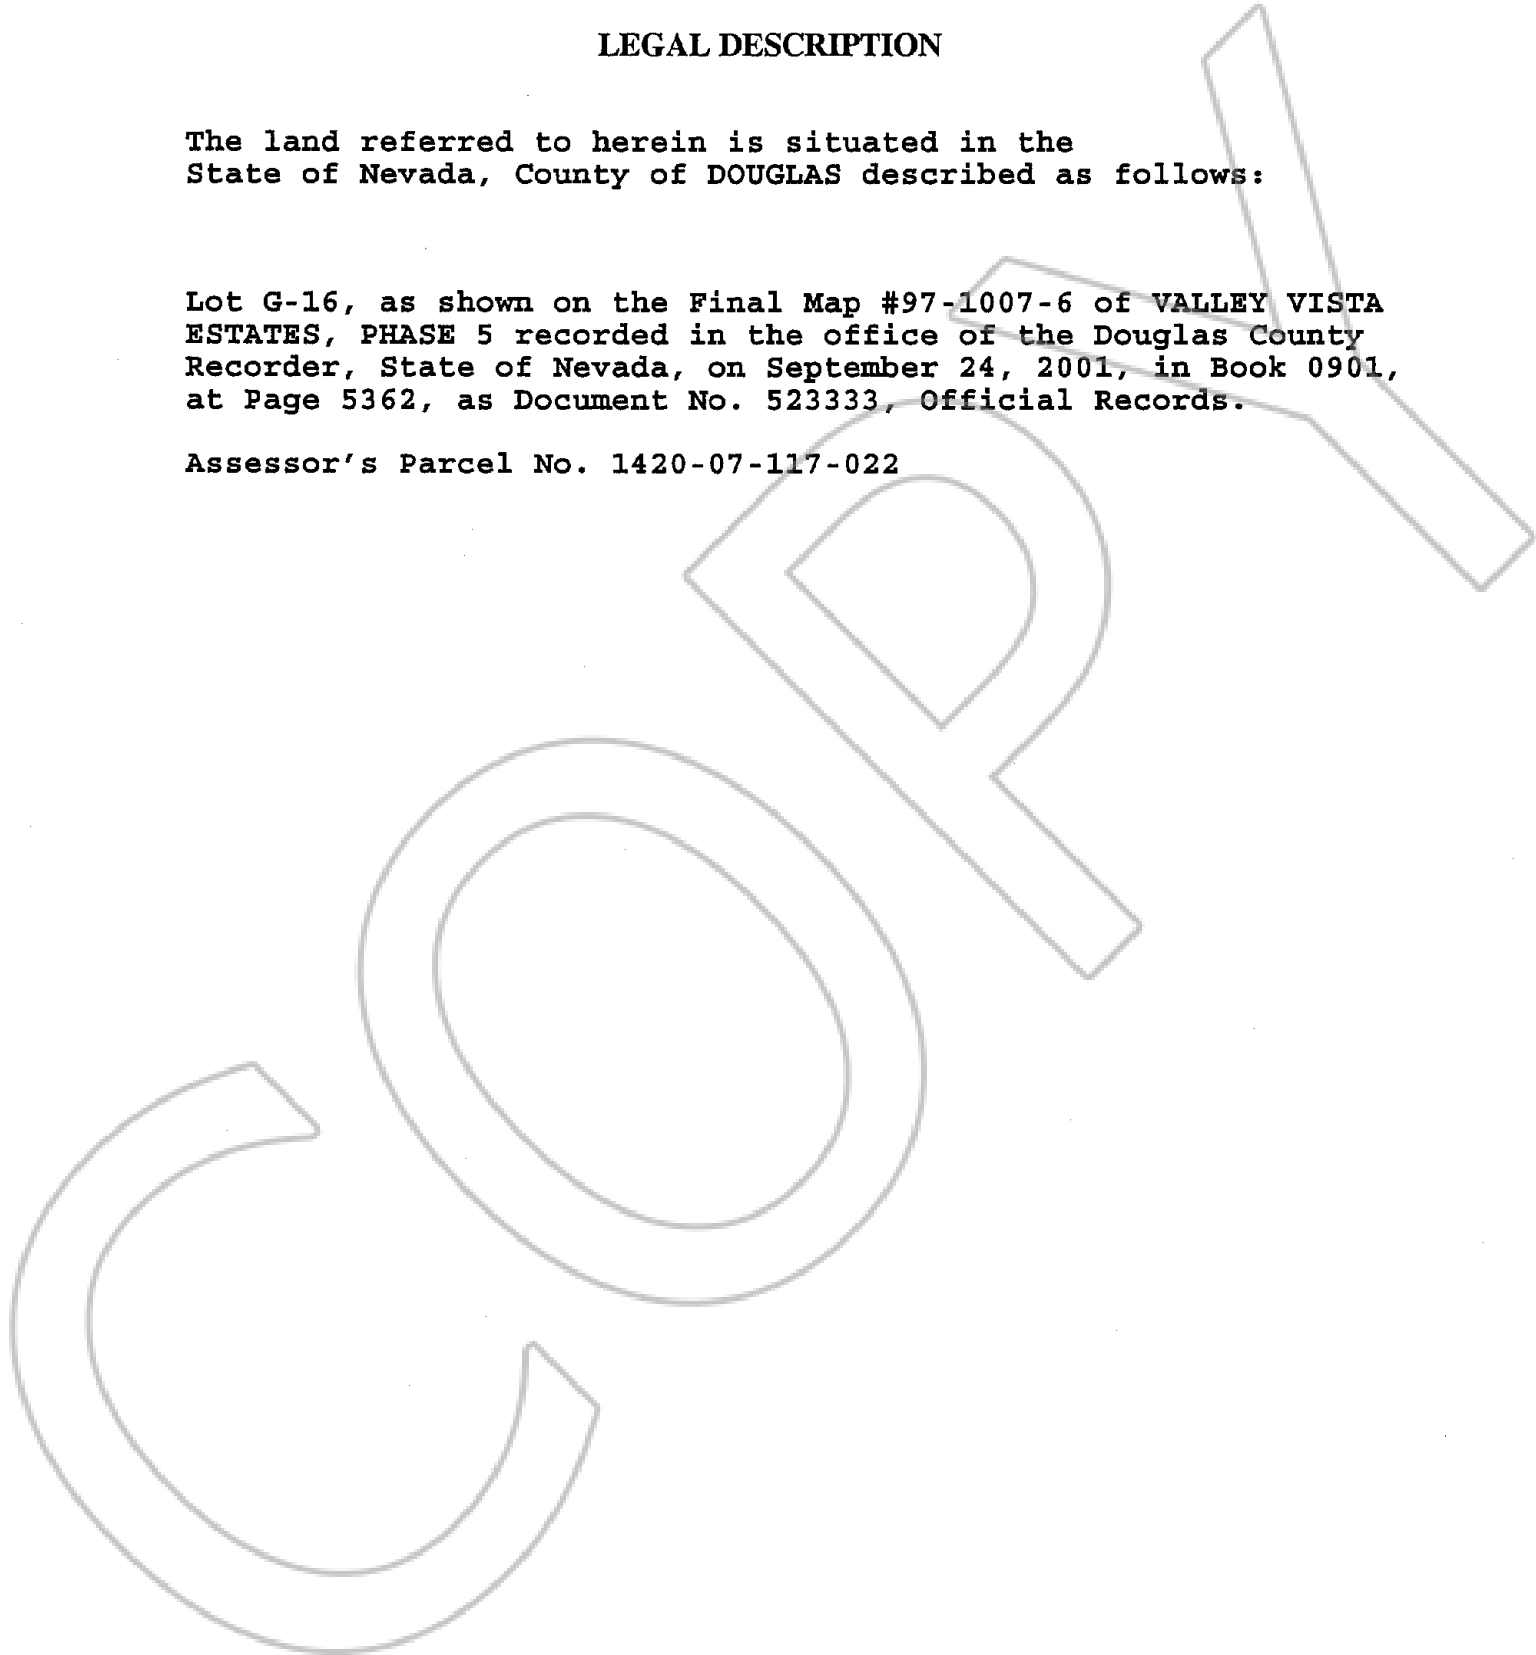 LEGAL DESCRIPTION
The land referred to herein is situated in the
State of Nevada, County of DOUGLAS described as follows:
Lot G-16, as shown on the Final Map #97-1007-6 of VALLEY VISTA
ESTATES, PHASE 5 recorded in the office of the Douglas County
Recorder, State of Nevada, on September 24, 2001, in Book 0901,
at Page 5362, as Document No. 523333, Official Records.
Assessor's Parcel No. 1420-07-117-022
COPY